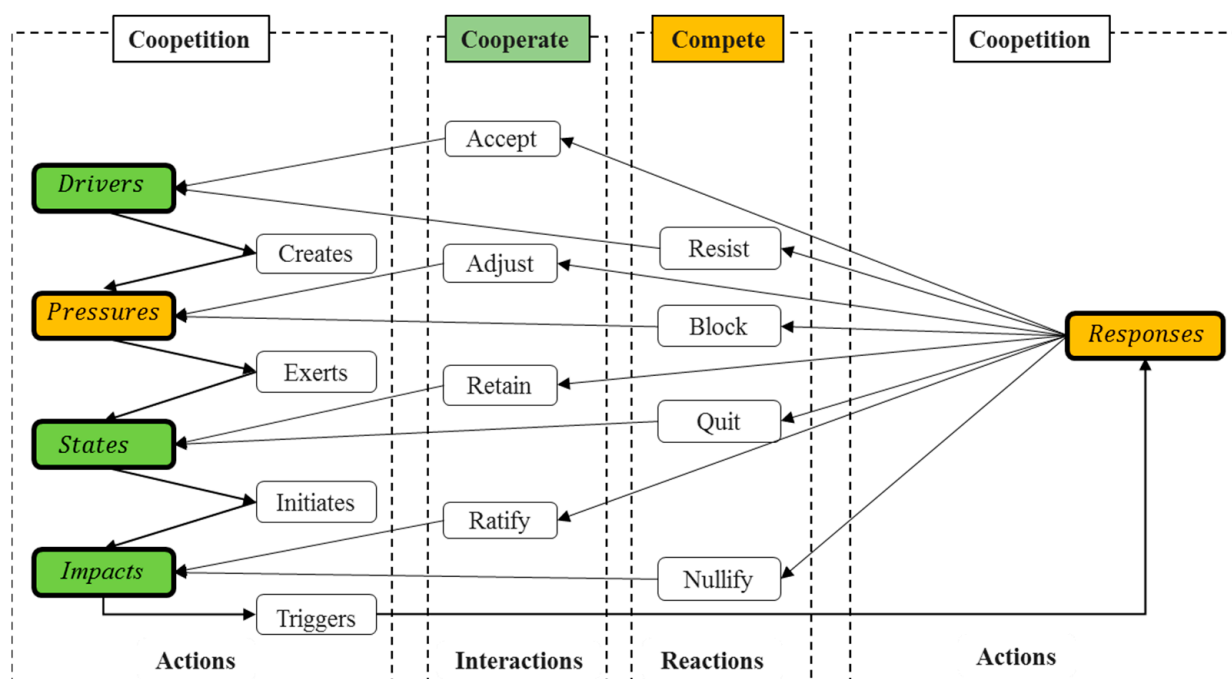 Coopetition
Cooperate
Compete
Coopetition
Accept
Drivers
Resist
Creates
Adjust
Pressures
Block
Responses
Exerts
Retain
Quit
States
Initiates
Ratify
Impacts
Nullify
Triggers
Actions
Interactions
Reactions
Actions